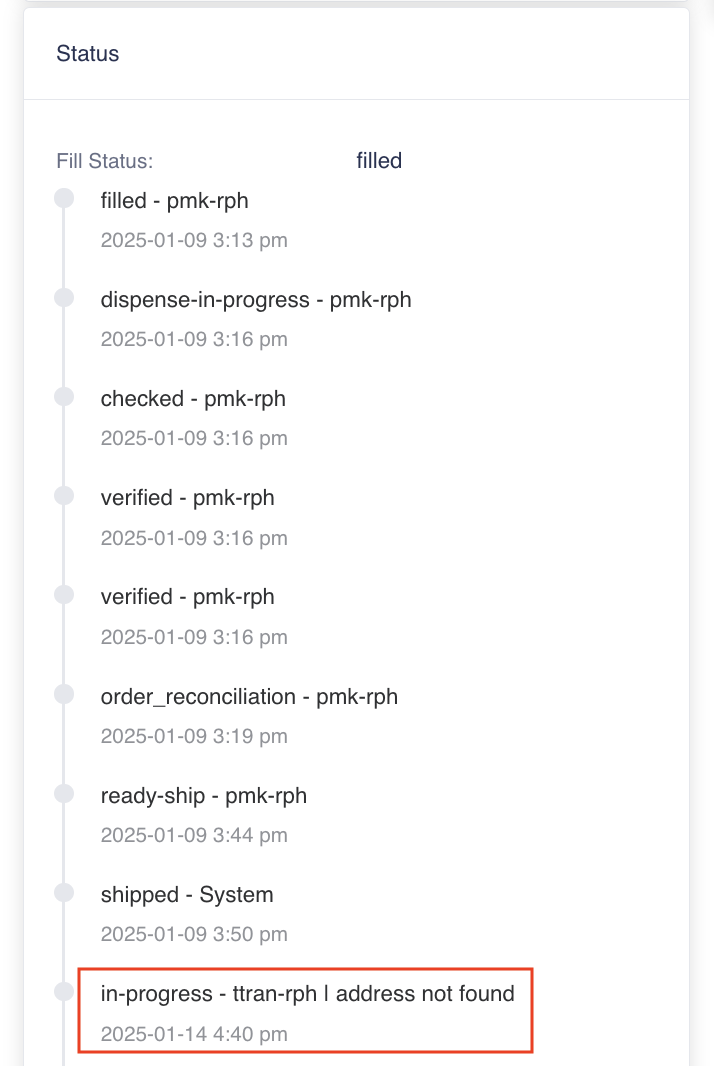 Status
Fill Status: filled
filled - pmk-rph
2025-01-09 3:13 pm
dispense-in-progress - pmk-rph
2025-01-09 3:16 pm
checked - pmk-rph
2025-01-09 3:16 pm
verified - pmk-rph
2025-01-09 3:16 pm
verified - pmk-rph
2025-01-09 3:16 pm
order_reconciliation - pmk-rph
2025-01-09 3:19 pm
ready-ship - pmk-rph
2025-01-09 3:44 pm
shipped - System
2025-01-09 3:50 pm
in-progress - ttran-rph | address not found
2025-01-14 4:40 pm